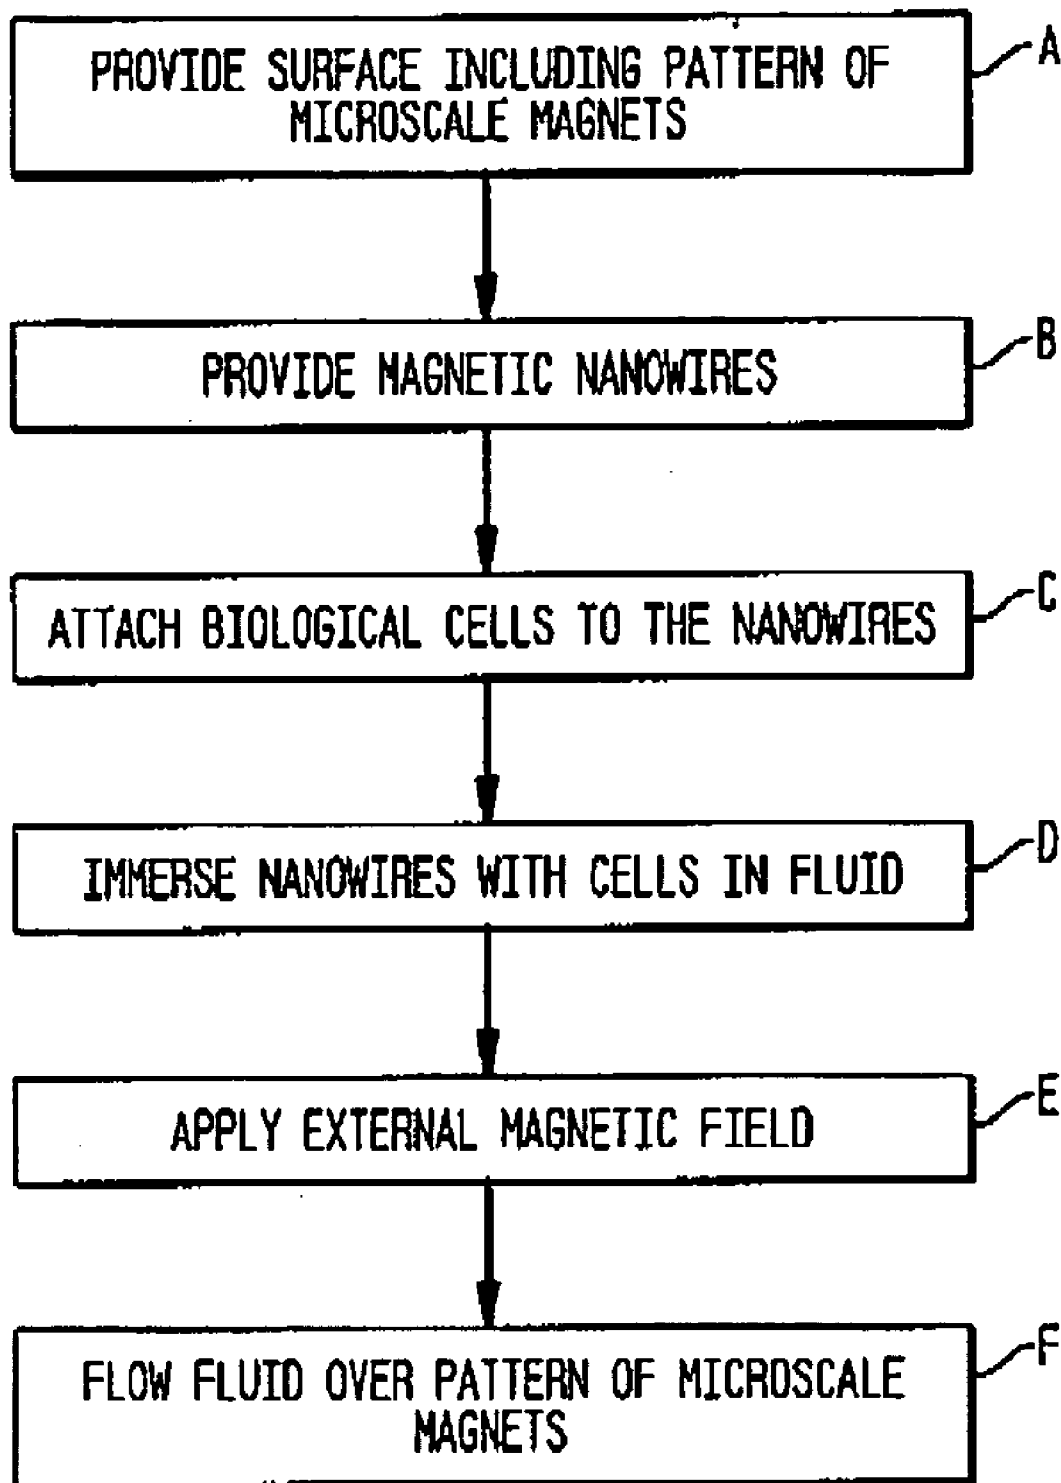 PROVIDE SURFACE INCLUDING PATTERN OF
MICROSCALE MAGNETS
A
PROVIDE MAGNETIC NANOWIRES
B
ATTACH BIOLOGICAL CELLS TO THE NANOWIRES
C
IMMERSE NANOWIRES WITH CELLS IN FLUID
D
APPLY EXTERNAL MAGNETIC FIELD
E
FLOW FLUID OVER PATTERN OF MICROSCALE
MAGNETS
F